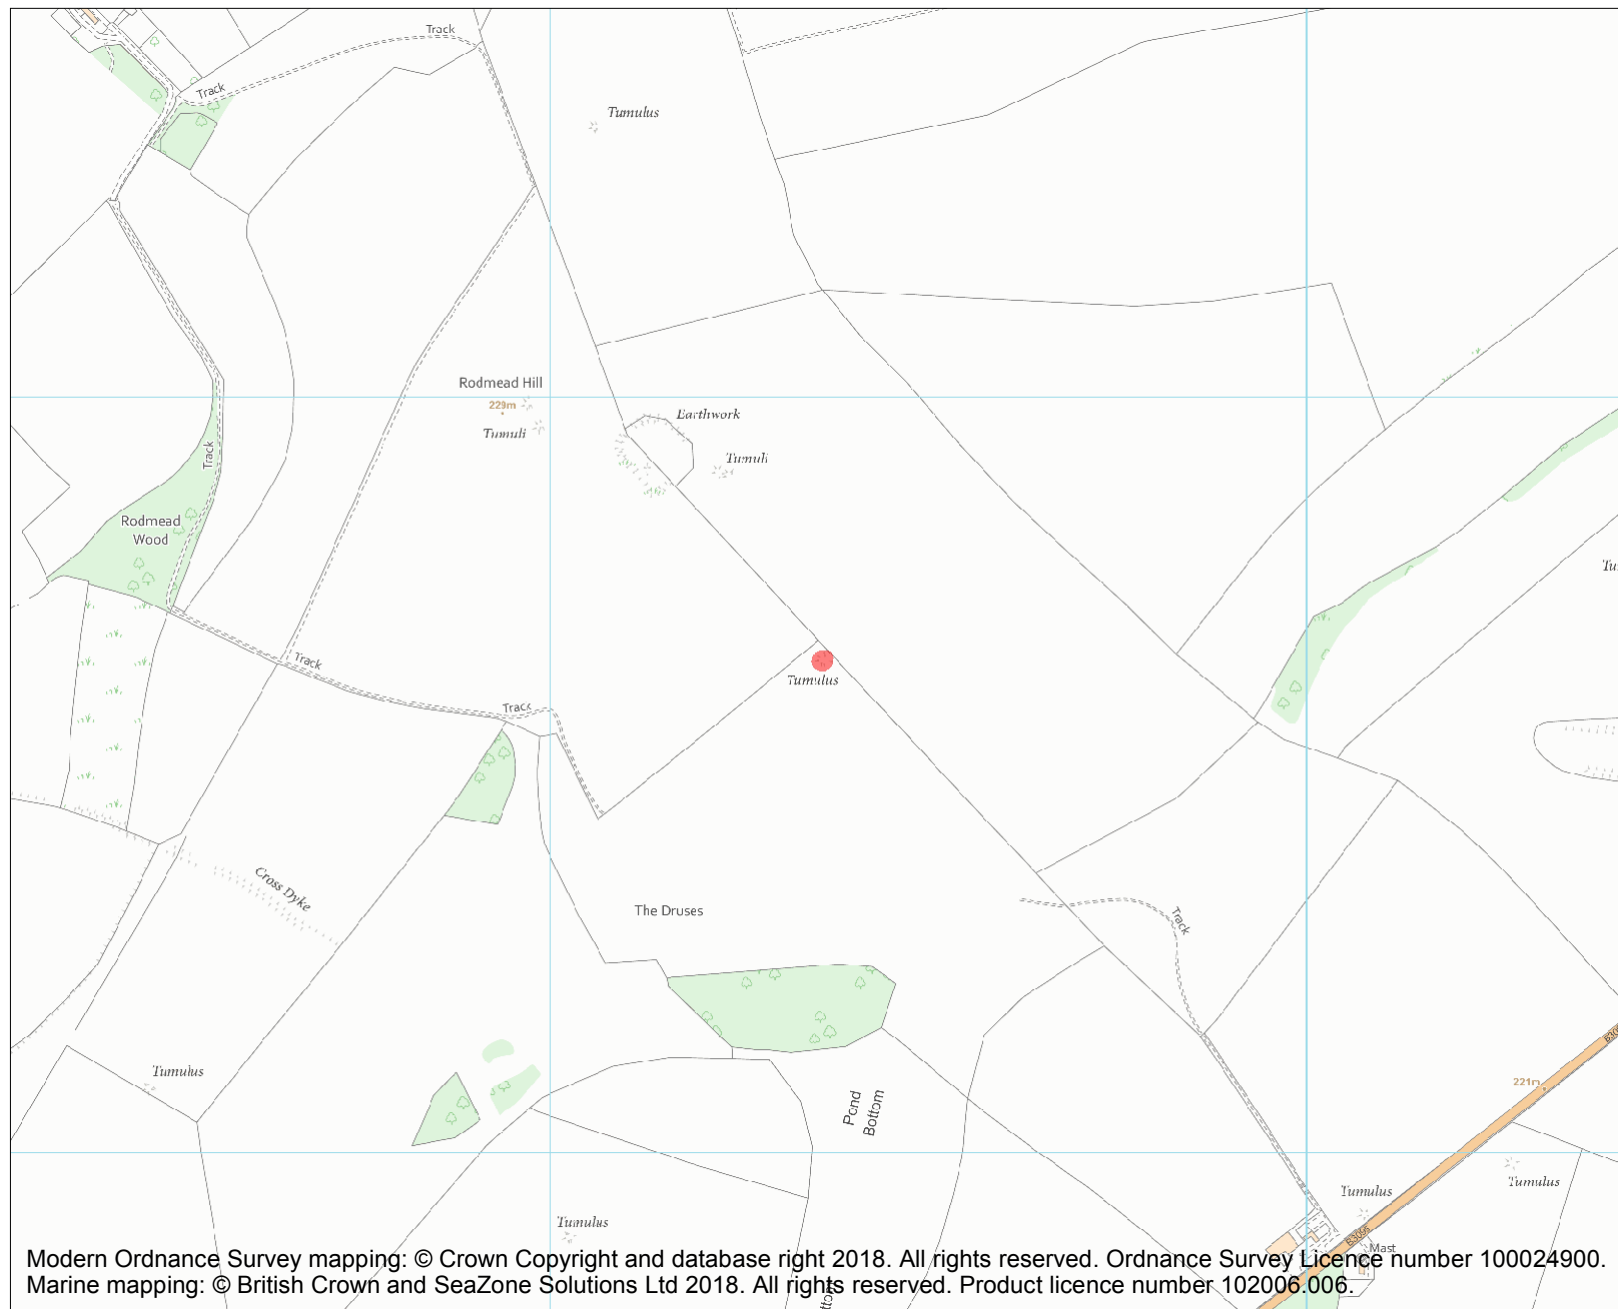 Track
Track
Tumulus
Rodmead Hill
229m
Tumuli
Earthwork
Tumuli
Track
Rodmead
Wood
Track
Tumulus
Track
Cross Dyke
The Druses
Track
Tumulus
Pond
Bottom
221m
Tumulus
Tumulus
Tumulus
B3095
Mast
Modern Ordnance Survey mapping: © Crown Copyright and database right 2018. All rights reserved. Ordnance Survey Licence number 100024900.
Marine mapping: © British Crown and SeaZone Solutions Ltd 2018. All rights reserved. Product licence number 102006.006.